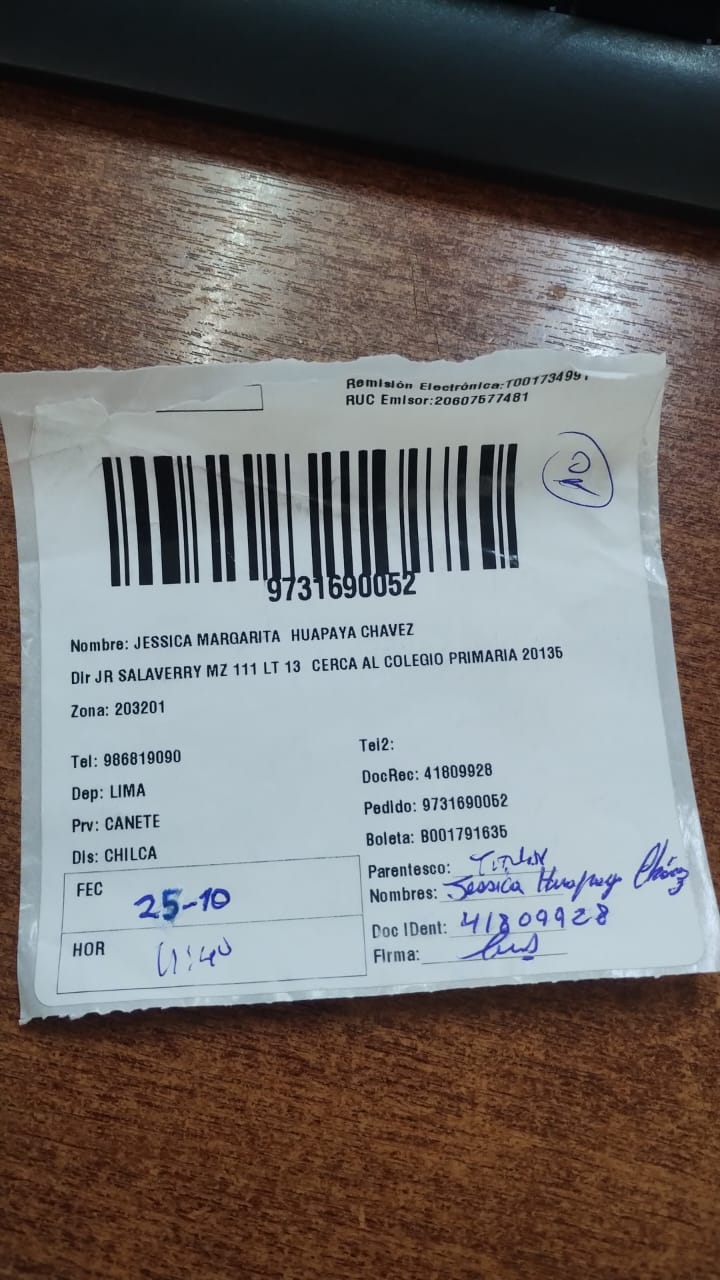 Remisión Electrónica:T001734991
RUC Emisor:20607577481
2
9731690052
Nombre: JESSICA MARGARITA HUAPAYA CHAVEZ
Dir JR SALAVERRY MZ 111 LT 13 CERCA AL COLEGIO PRIMARIA 20135
Zona: 203201
Tel: 986819090
Dep: LIMA
Prv: CANETE
Dis: CHILCA
Tel2:
DocRec: 41809928
Pedido: 9731690052
Boleta: B001791635
FEC 25-10
HOR
Parentesco: Titular
Nombres: Jessica Huapaya Chávez
Doc IDent: 41809928
Firma: